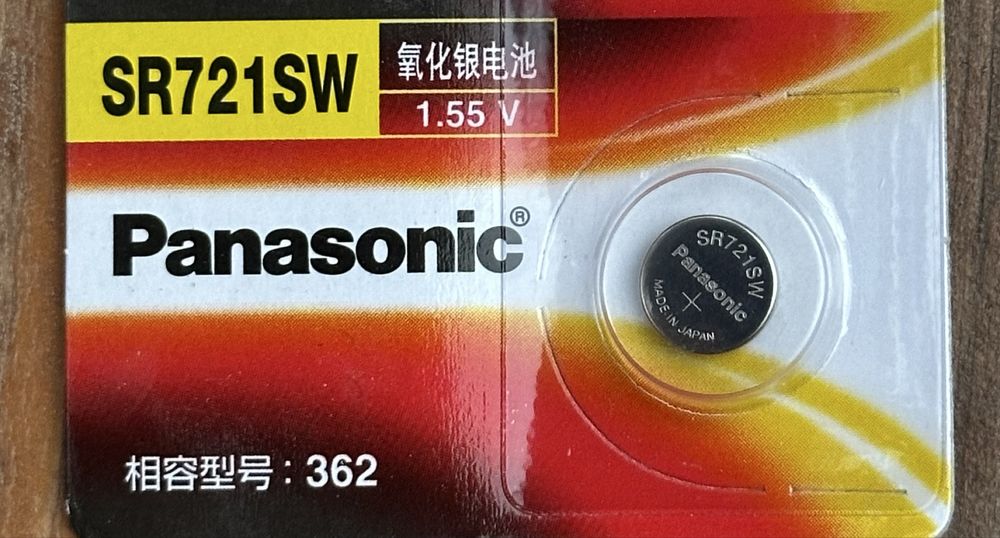 SR721SW
氧化银电池
1.55 V
Panasonic®
相容型号：362
SR721SW
Panasonic
+
MADE IN JAPAN